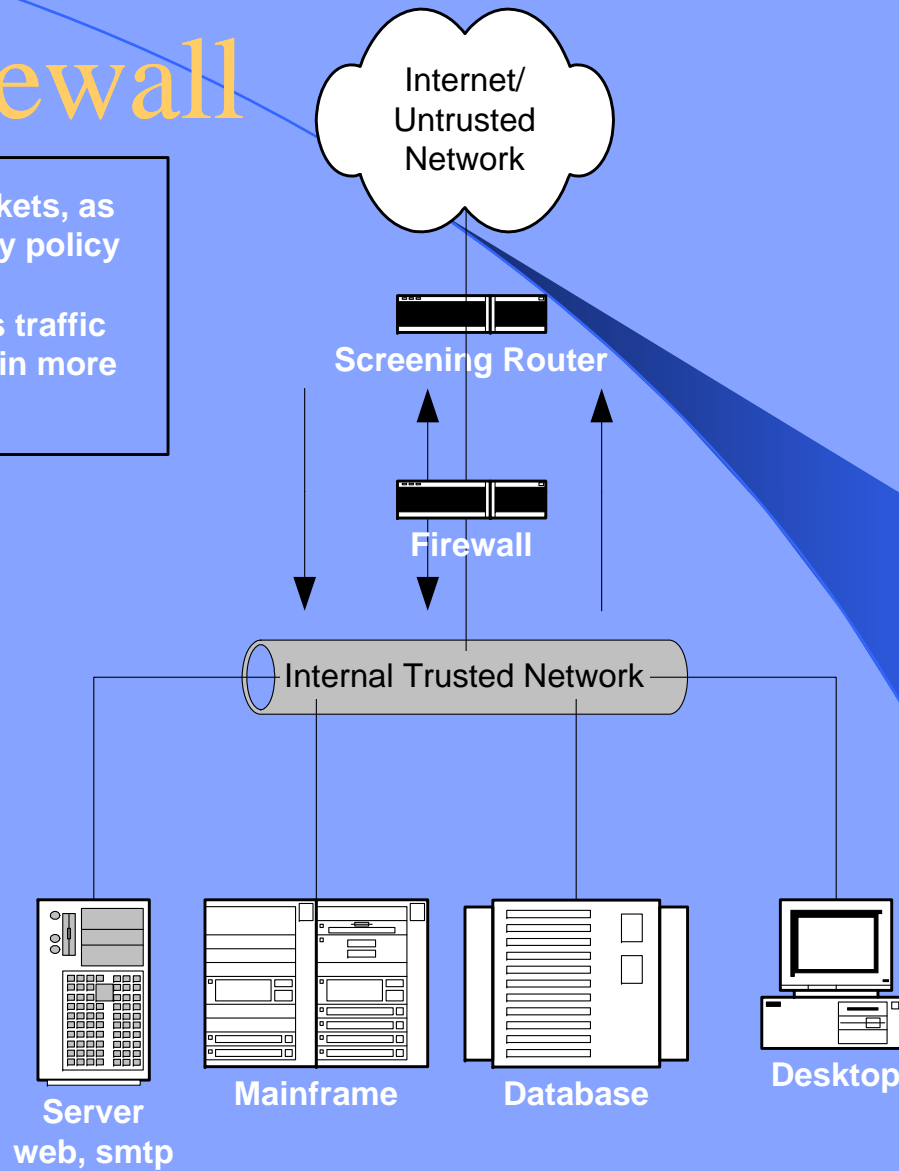 ewall
kets, as
y policy
s traffic
in more
Internet/
Untrusted
Network
Screening Router
Firewall
Internal Trusted Network
Server
web, smtp
Mainframe
Database
Desktop